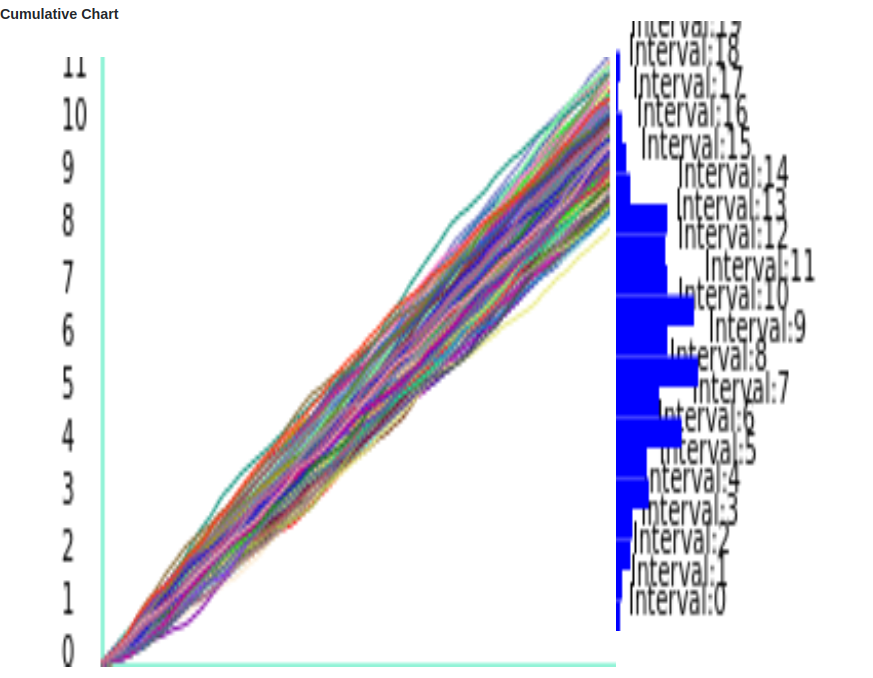 Cumulative Chart
11
10
9
8
7
6
5
4
3
2
1
0
Interval:19
Interval:18
Interval:17
Interval:16
Interval:15
Interval:14
Interval:13
Interval:12
Interval:11
Interval:10
Interval:9
Interval:8
Interval:7
Interval:6
Interval:5
Interval:4
Interval:3
Interval:2
Interval:1
Interval:0